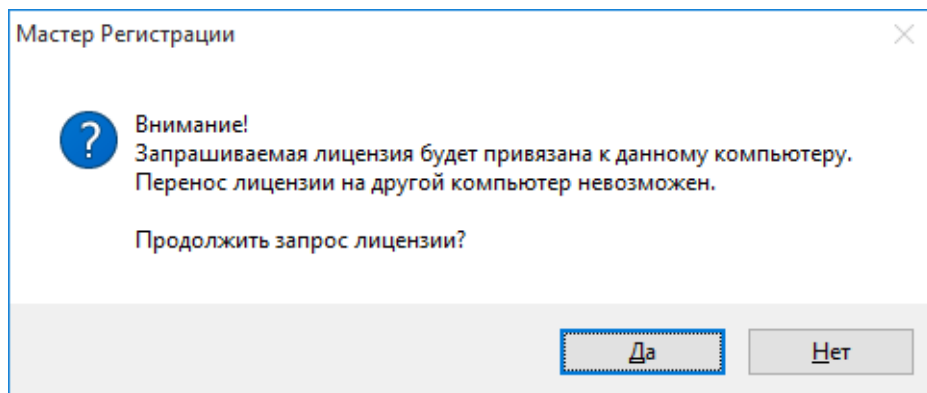 Мастер Регистрации
Внимание!
Запрашиваемая лицензия будет привязана к данному компьютеру.
Перенос лицензии на другой компьютер невозможен.
Продолжить запрос лицензии?
Да
Нет